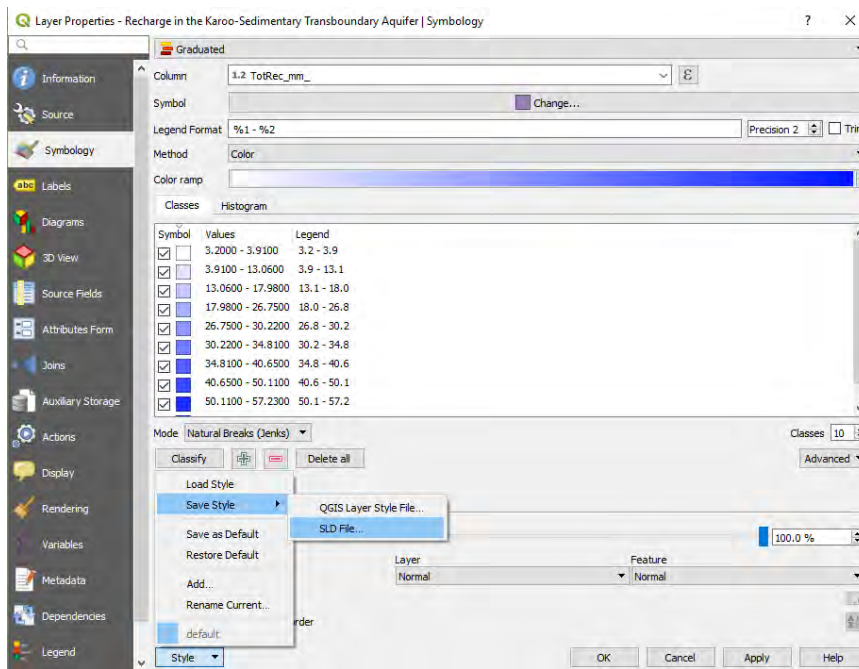 Layer Properties - Recharge in the Karoo-Sedimentary Transboundary Aquifer | Symbology ? X
Graduated
Information
Source
Symbology
abc Labels
Diagrams
3D View
Source Fields
Attributes Form
Joins
Auxiliary Storage
Actions
Display
Rendering
Variables
Metadata
Dependencies
Legend
Column 1.2 TotRec_mm_ ε
Symbol Change...
Legend Format %1 - %2 Precision 2
Method Color
Color ramp
Classes Histogram
Symbol Values Legend
3.2000 - 3.9100 3.2 - 3.9
3.9100 - 13.0600 3.9 - 13.1
13.0600 - 17.9800 13.1 - 18.0
17.9800 - 26.7500 18.0 - 26.8
26.7500 - 30.2200 26.8 - 30.2
30.2200 - 34.8100 30.2 - 34.8
34.8100 - 40.6500 34.8 - 40.6
40.6500 - 50.1100 40.6 - 50.1
50.1100 - 57.2300 50.1 - 57.2
Mode Natural Breaks (Jenks) Classes 10
Classify Delete all Advanced
Load Style
Save Style
QGIS Layer Style File...
SLD File...
Save as Default
Restore Default
Add...
Rename Current...
default
100.0 %
Layer Feature
Normal Normal
Style OK Cancel Apply Help